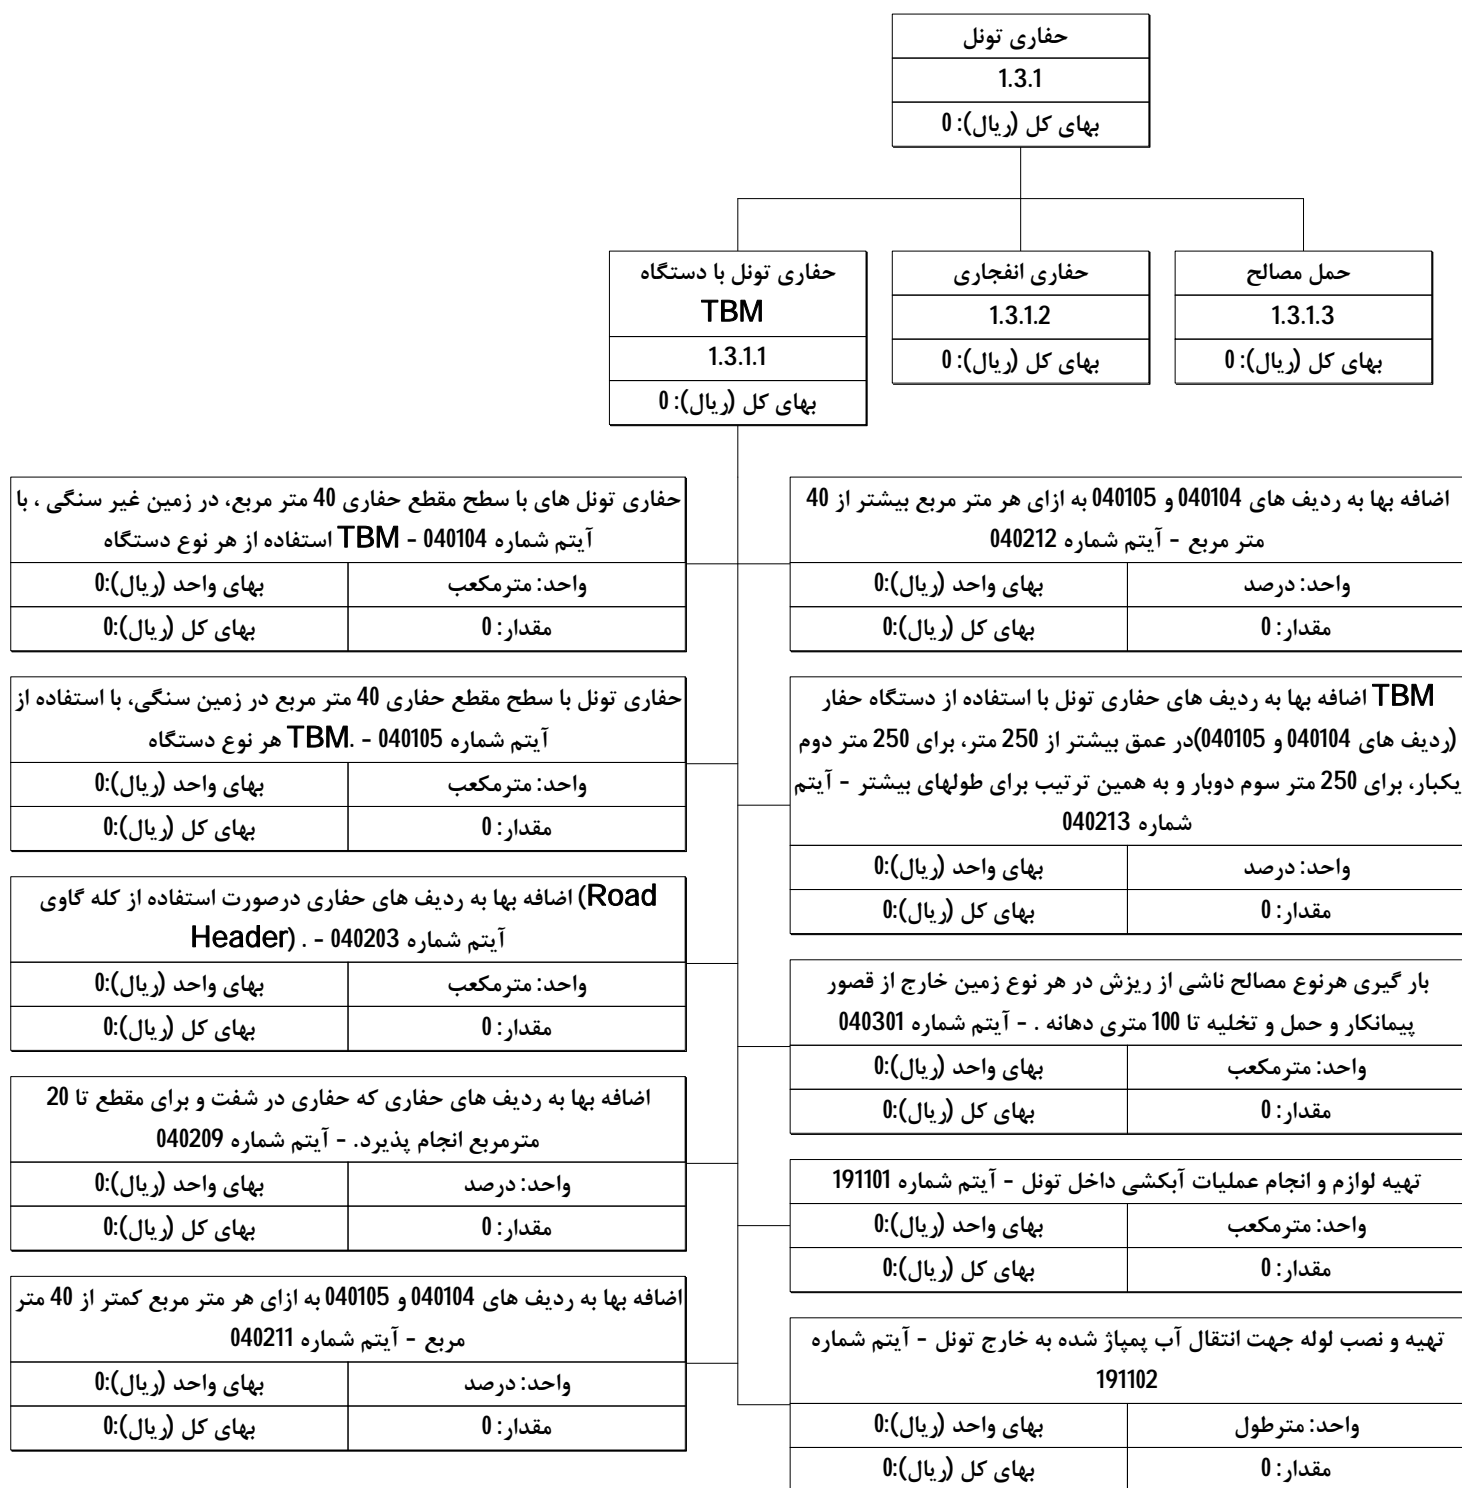 حفاری تونل
1.3.1
بهای کل (ریال): 0
حفاری تونل با دستگاه
TBM
1.3.1.1
بهای کل (ریال): 0
حفاری انفجاری
1.3.1.2
بهای کل (ریال): 0
حمل مصالح
1.3.1.3
بهای کل (ریال): 0
حفاری تونل های با سطح مقطع حفاری 40 متر مربع، در زمین غیر سنگی ، با
استفاده از هر نوع دستگاه TBM - آیتم شماره 040104
واحد: مترمکعب
بهای واحد (ریال):0
مقدار: 0
بهای کل (ریال):0
حفاری تونل با سطح مقطع حفاری 40 متر مربع در زمین سنگی، با استفاده از
هر نوع دستگاه TBM. - آیتم شماره 040105
واحد: مترمکعب
بهای واحد (ریال):0
مقدار: 0
بهای کل (ریال):0
اضافه بها به ردیف های حفاری درصورت استفاده از کله گاوی (Road
Header) . - آیتم شماره 040203
واحد: مترمکعب
بهای واحد (ریال):0
مقدار: 0
بهای کل (ریال):0
اضافه بها به ردیف های حفاری که حفاری در شفت و برای مقطع تا 20
مترمربع انجام پذیرد. - آیتم شماره 040209
واحد: درصد
بهای واحد (ریال):0
مقدار: 0
بهای کل (ریال):0
اضافه بها به ردیف های 040104 و 040105 به ازای هر متر مربع کمتر از 40 متر
مربع - آیتم شماره 040211
واحد: درصد
بهای واحد (ریال):0
مقدار: 0
بهای کل (ریال):0
اضافه بها به ردیف های 040104 و 040105 به ازای هر متر مربع بیشتر از 40
متر مربع - آیتم شماره 040212
واحد: درصد
بهای واحد (ریال):0
مقدار: 0
بهای کل (ریال):0
اضافه بها به ردیف های حفاری تونل با استفاده از دستگاه حفار TBM
(ردیف های 040104 و 040105)در عمق بیشتر از 250 متر، برای 250 متر دوم
یکبار، برای 250 متر سوم دوبار و به همین ترتیب برای طولهای بیشتر - آیتم
شماره 040213
واحد: درصد
بهای واحد (ریال):0
مقدار: 0
بهای کل (ریال):0
بار گیری هرنوع مصالح ناشی از ریزش در هر نوع زمین خارج از قصور
پیمانکار و حمل و تخلیه تا 100 متری دهانه . - آیتم شماره 040301
واحد: مترمکعب
بهای واحد (ریال):0
مقدار: 0
بهای کل (ریال):0
تهیه لوازم و انجام عملیات آبکشی داخل تونل - آیتم شماره 191101
واحد: مترمکعب
بهای واحد (ریال):0
مقدار: 0
بهای کل (ریال):0
تهیه و نصب لوله جهت انتقال آب پمپاژ شده به خارج تونل - آیتم شماره
191102
واحد: مترطول
بهای واحد (ریال):0
مقدار: 0
بهای کل (ریال):0